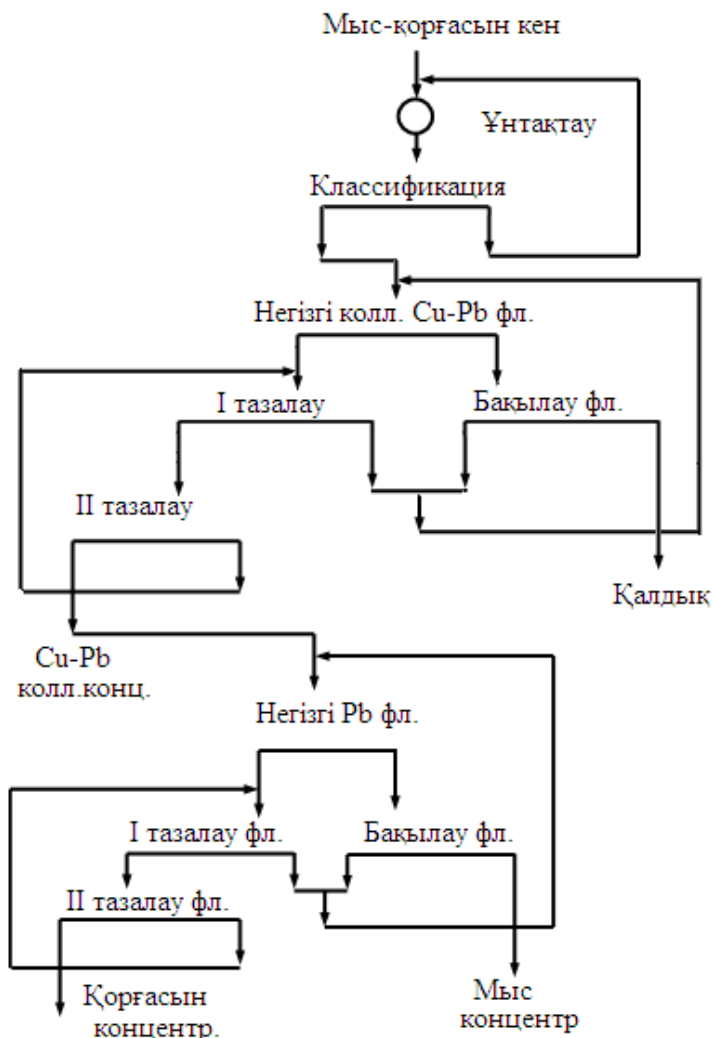 Мыс-қорғасын кен
Ұнтақтау
Классификация
Негізгі колл. Cu-Pb фл.
I тазалау
Бақылау фл.
II тазалау
Қалдық
Cu-Pb
колл.конц.
Негізгі Pb фл.
I тазалау фл.
Бақылау фл.
II тазалау фл.
Қорғасын
концентр.
Мыс
концентр